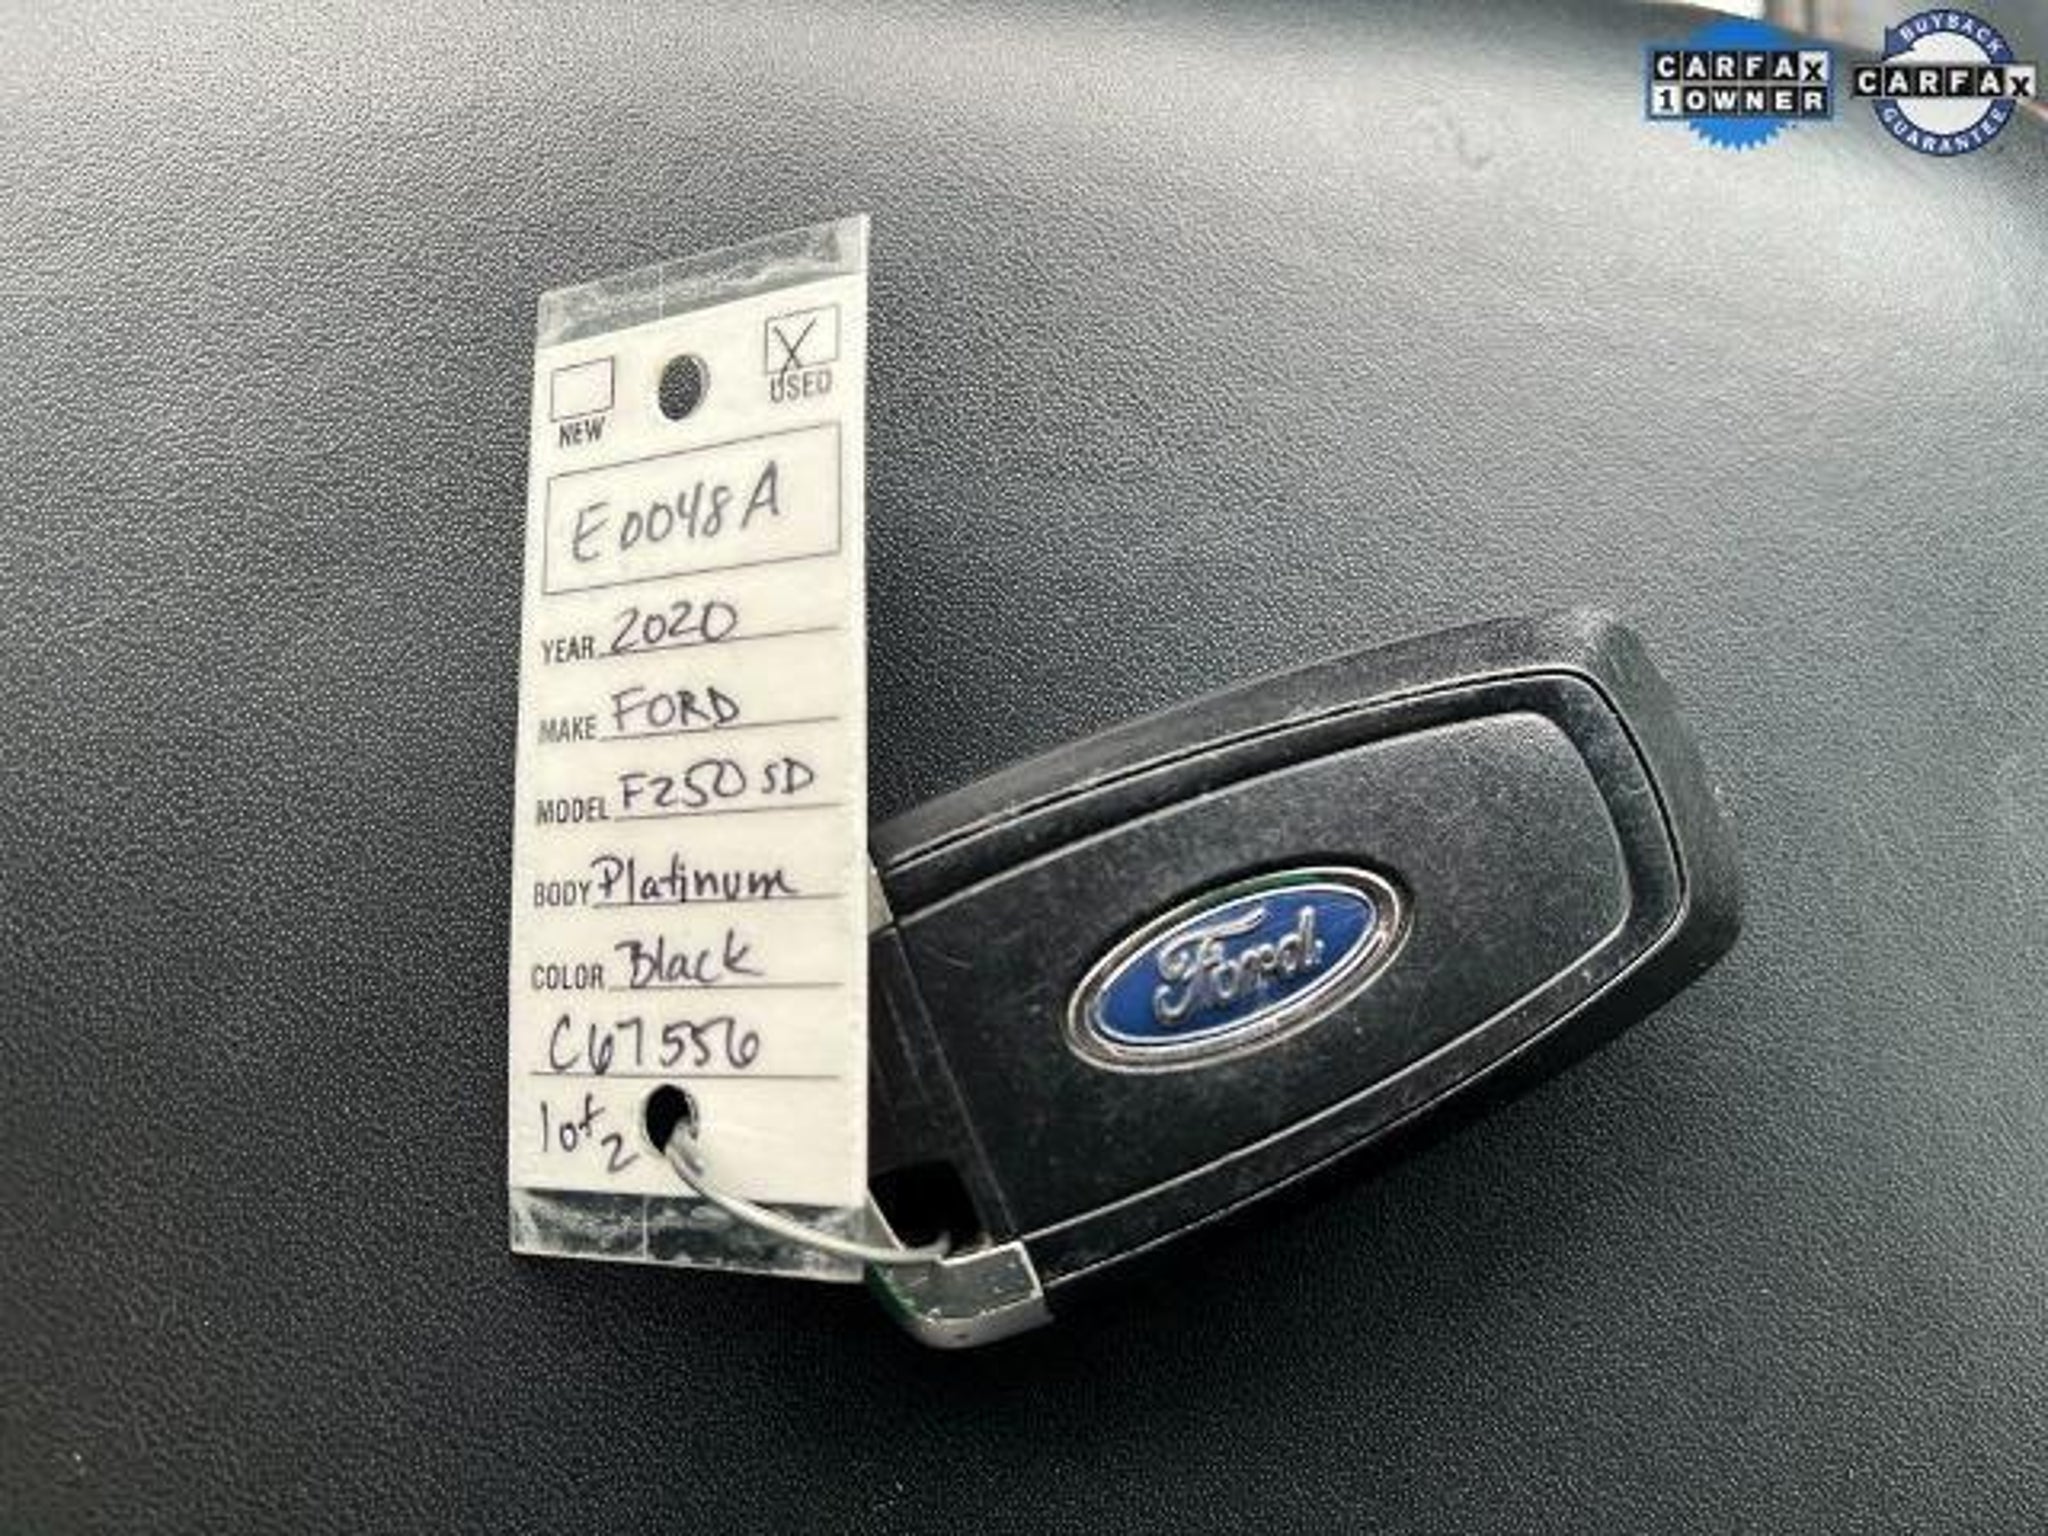 CARFAX
1 OWNER
BUYBACK
CARFAX
GUARANTEE
X
NEW
USED
E0048A
YEAR 2020
MAKE FORD
MODEL F250 SD
BODY Platinum
COLOR Black
C67556
1 of 2
Ford